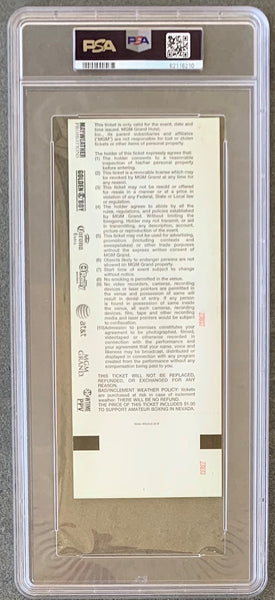 PSA
PSA
62116210
This ticket is only valid for the event, date and
time issued. MGM Grand Hotel,
Inc., its parent subsidiaries and affiliates
("MGM") are not responsible for lost or stolen
tickets or other items of personal property.
The holder of this ticket expressly agrees that:
(1) The holder consents to a reasonable
inspection of his/her personal property
before entering.
(2) This ticket is a revocable license which may
be revoked by MGM Grand at any time for
any reason.
(3) This ticket may not be resold or offered
for resale in a manner or at a price in
violation of any Federal, State or Local law
or regulation.
(4) The holder agrees to abide by all the
rules, regulations, and policies established
by MGM Grand. Without limiting the
foregoing Holder may not transmit, or aid
in transmitting, any description, account,
picture or reproduction of the event.
(5) This ticket may not be used for advertising,
promotion (including contests and
sweepstakes) or other trade purposes
without the express written consent of
MGM Grand.
(6) Objects likely to endanger persons are not
allowed on MGM Grand property.
(7) Start time of event subject to change
without notice.
(8) No smoking is permitted in the venue.
(9) No video recorders, cameras, recording
devices or laser pointers are permitted in
the venue and possession of same will
result in denial of entry. If any person
is found in possession of same inside
the venue, all such cameras, recording
devices, film, tapes and other recording
media and laser pointers would be subject
to confiscation.
(10) Admission to premises constitutes your
agreement to be photographed, filmed,
videotaped or otherwise recorded in
connection with the performance and your
agreement that your name, voice and
likeness may be broadcast, distributed or
displayed in connection with any program
created from the performance without any
compensation being paid to you.
THIS TICKET WILL NOT BE REPLACED,
REFUNDED, OR EXCHANGED FOR ANY
REASON.
BAD/INCLEMENT WEATHER POLICY: tickets
are purchased at risk in case of inclement
weather. THERE WILL BE NO REFUND.
THE PRICE OF THIS TICKET INCLUDES $1.00
TO SUPPORT AMATEUR BOXING IN NEVADA.
MAYWEATHER
PROMOTIONS
GOLDEN BOY
Corona
Extra
at&t
MGM
GRAND
SHOWTIME
PPV